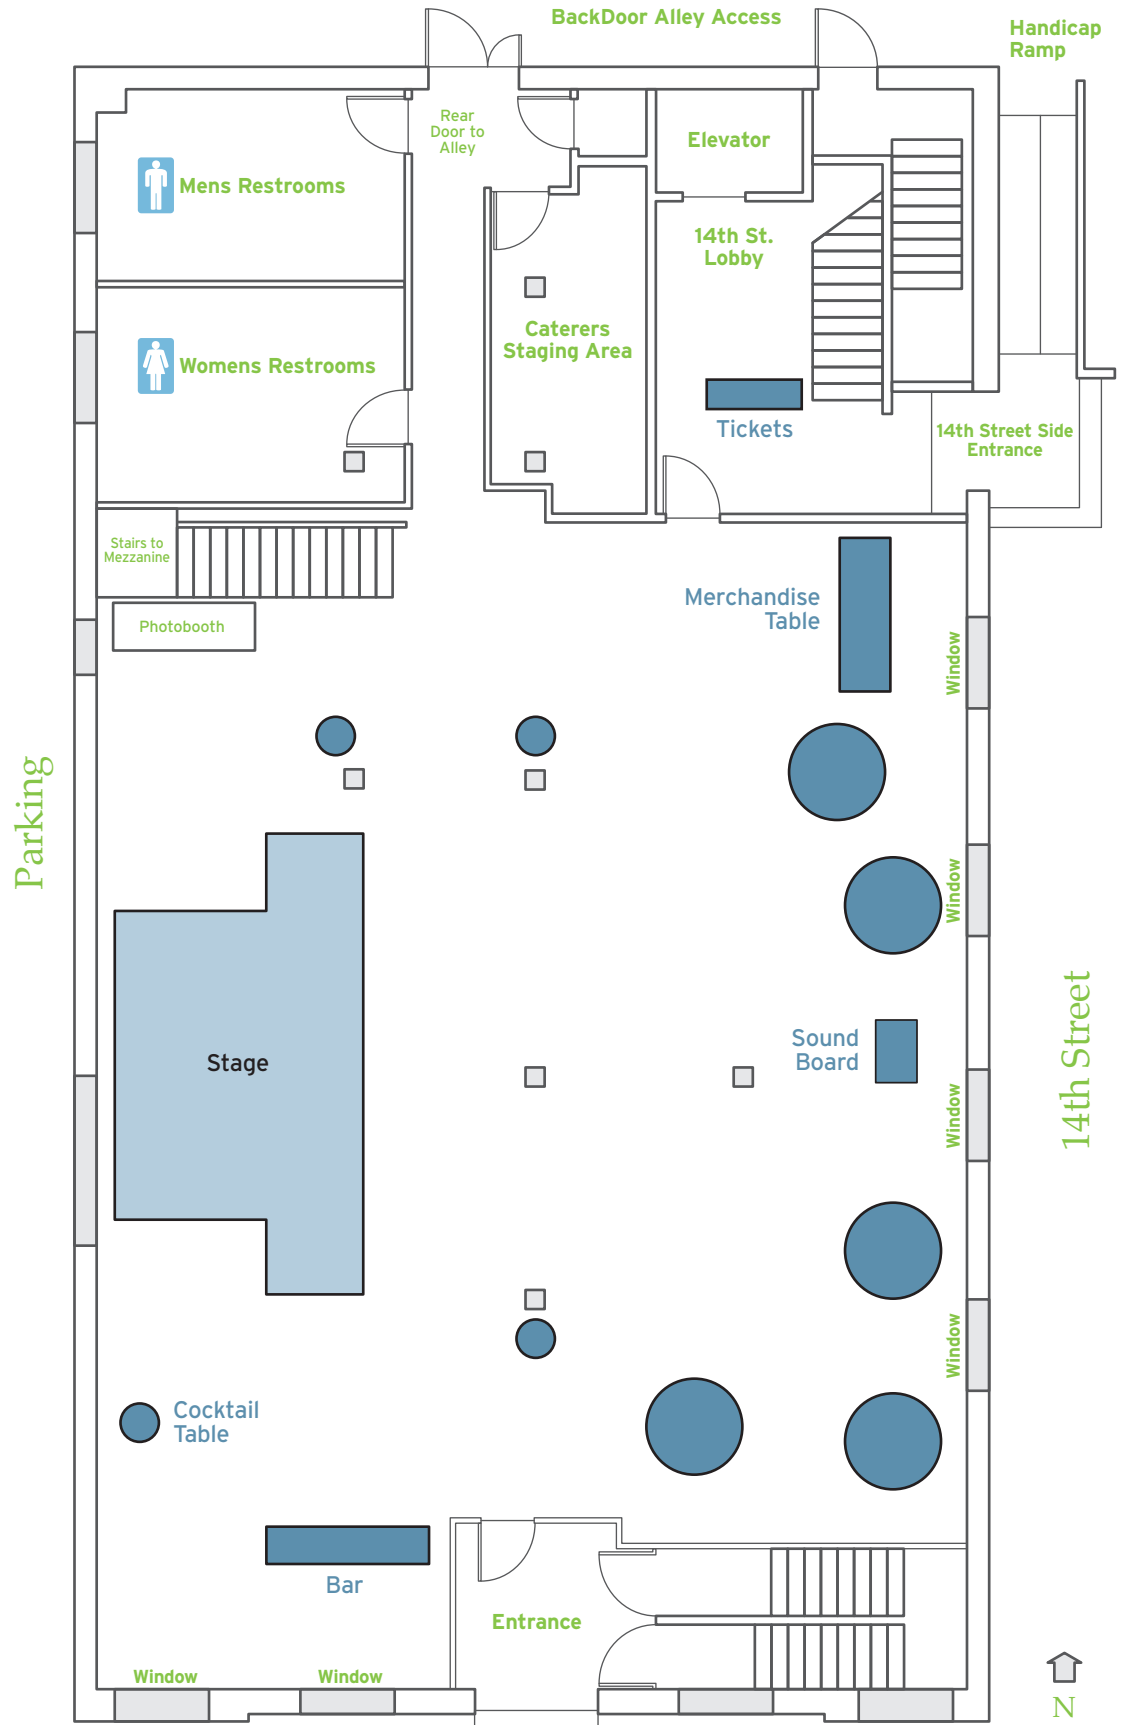 BackDoor Alley Access
Handicap
Ramp
Rear
Door to
Alley
Elevator
Mens Restrooms
14th St.
Lobby
Caterers
Staging Area
Womens Restrooms
Tickets
14th Street Side
Entrance
Stairs to
Mezzanine
Photobooth
Merchandise
Table
Window
Parking
Window
14th Street
Sound
Board
Stage
Window
Window
Cocktail
Table
Bar
Entrance
Window
Window
N